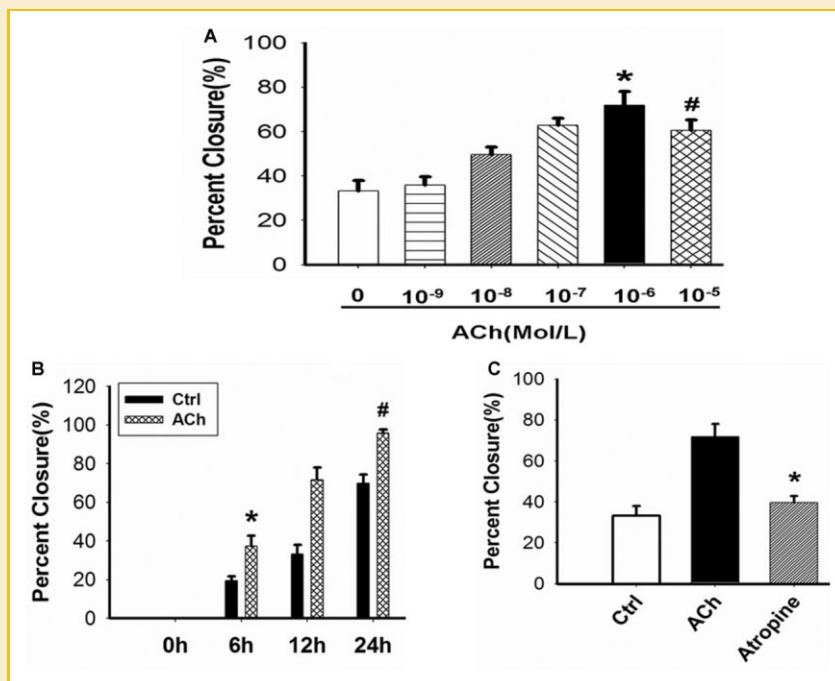 A
Percent Closure(%)
100
80
60
40
20
0
*
#
0 10⁻⁹ 10⁻⁸ 10⁻⁷ 10⁻⁶ 10⁻⁵
ACh(Mol/L)
B
Percent Closure(%)
120
100
80
60
40
20
0
Ctrl
ACh
*
#
0h 6h 12h 24h
C
Percent Closure(%)
100
80
60
40
20
0
*
Ctrl
ACh
Atropine